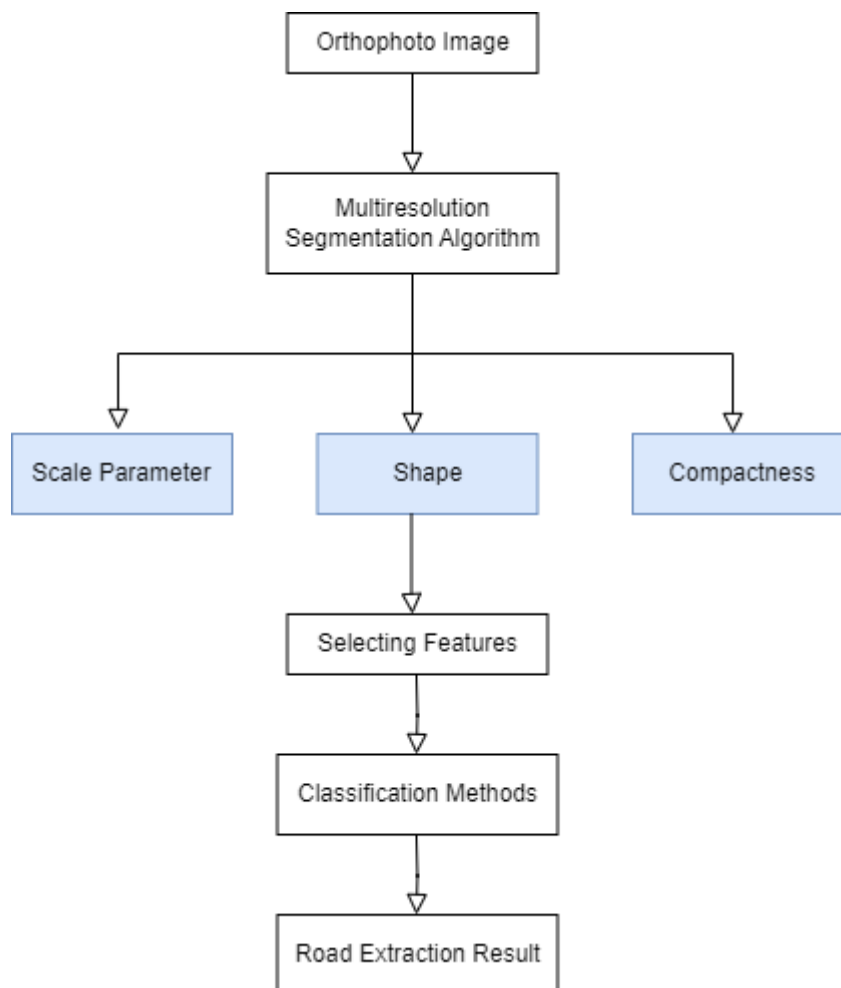 Orthophoto Image
Multiresolution
Segmentation Algorithm
Scale Parameter
Shape
Compactness
Selecting Features
Classification Methods
Road Extraction Result